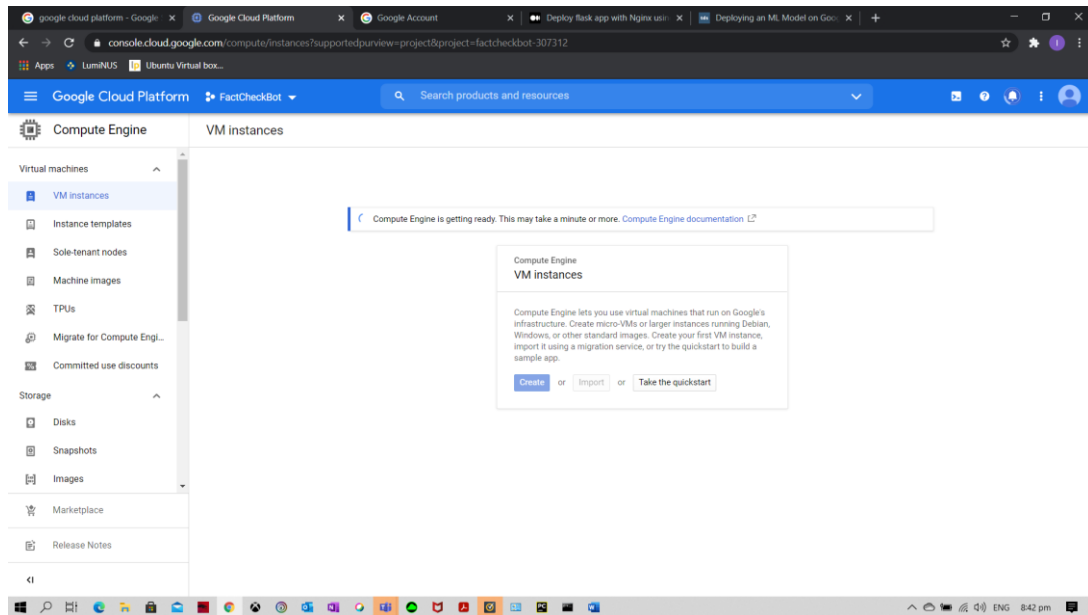 google cloud platform - Google
Google Cloud Platform
Google Account
Deploy flask app with Nginx usin
Deploying an ML Model on Goo
console.cloud.google.com/compute/instances?supportedpurview=project&project=factcheckbot-307312
Apps
LumiNUS
Ubuntu Virtual box...
Google Cloud Platform
FactCheckBot
Search products and resources
Compute Engine
VM instances
Virtual machines
VM instances
Instance templates
Sole-tenant nodes
Machine images
TPUs
Migrate for Compute Engi...
Committed use discounts
Storage
Disks
Snapshots
Images
Marketplace
Release Notes
Compute Engine is getting ready. This may take a minute or more. Compute Engine documentation
Compute Engine
VM instances
Compute Engine lets you use virtual machines that run on Google's
infrastructure. Create micro-VMs or larger instances running Debian,
Windows, or other standard images. Create your first VM instance,
import it using a migration service, or try the quickstart to build a
sample app.
Create or Import or Take the quickstart
ENG 8:42 pm